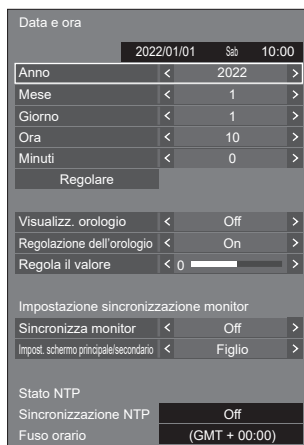 Data e ora
2022/01/01 Sab 10:00
Anno < 2022 >
Mese < 1 >
Giorno < 1 >
Ora < 10 >
Minuti < 0 >
Regolare
Visualizz. orologio < Off >
Regolazione dell'orologio < On >
Regola il valore < 0 >
Impostazione sincronizzazione monitor
Sincronizza monitor < Off >
Impost. schermo principale/secondario < Figlio >
Stato NTP
Sincronizzazione NTP Off
Fuso orario (GMT + 00:00)